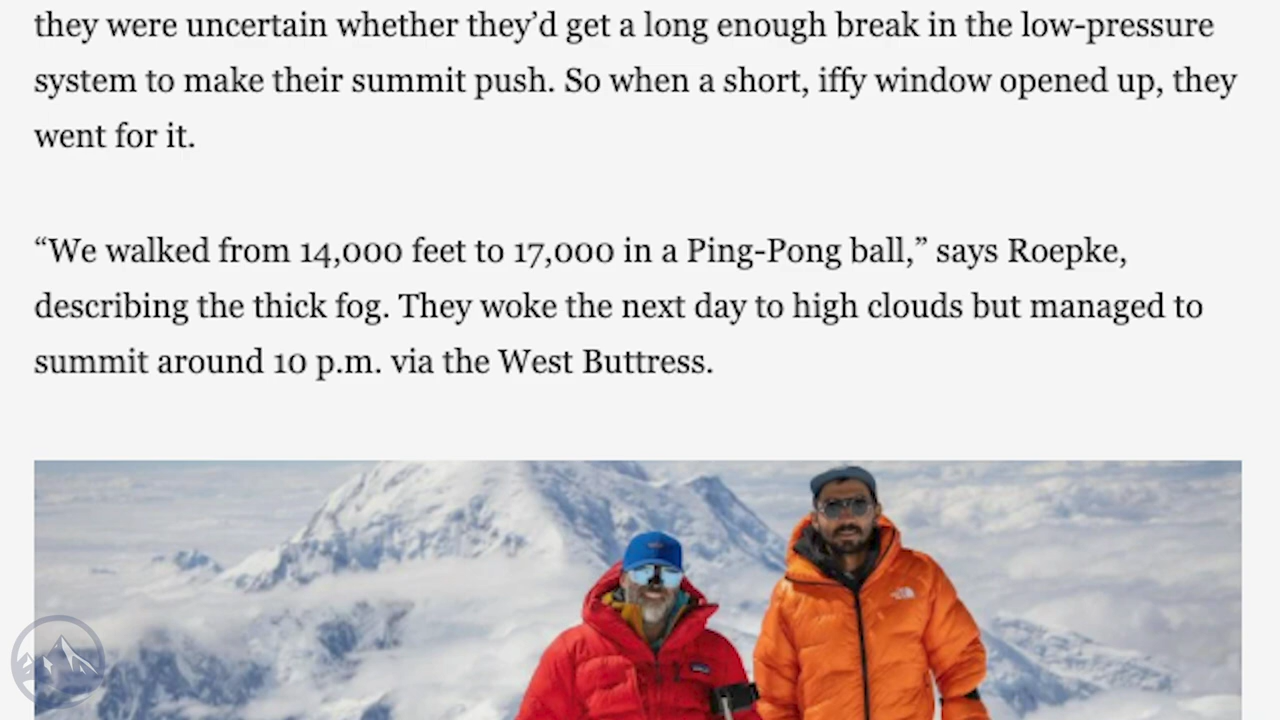 they were uncertain whether they’d get a long enough break in the low-pressure
system to make their summit push. So when a short, iffy window opened up, they
went for it.
“We walked from 14,000 feet to 17,000 in a Ping-Pong ball,” says Roepke,
describing the thick fog. They woke the next day to high clouds but managed to
summit around 10 p.m. via the West Buttress.